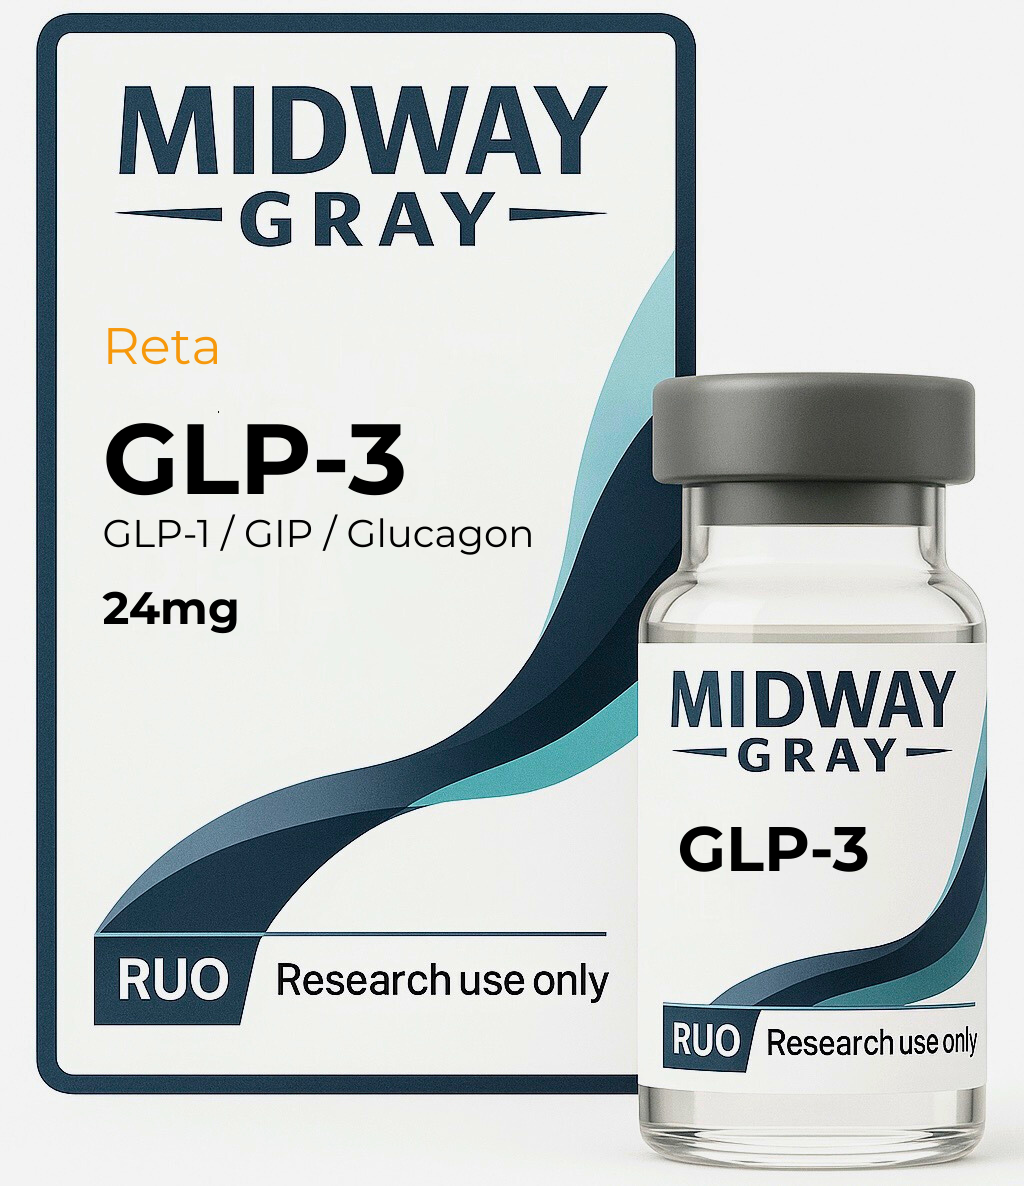 MIDWAY
GRAY
Reta
GLP-3
GLP-1 / GIP / Glucagon
24mg
RUO Research use only
MIDWAY
GRAY
GLP-3
RUO Research use only